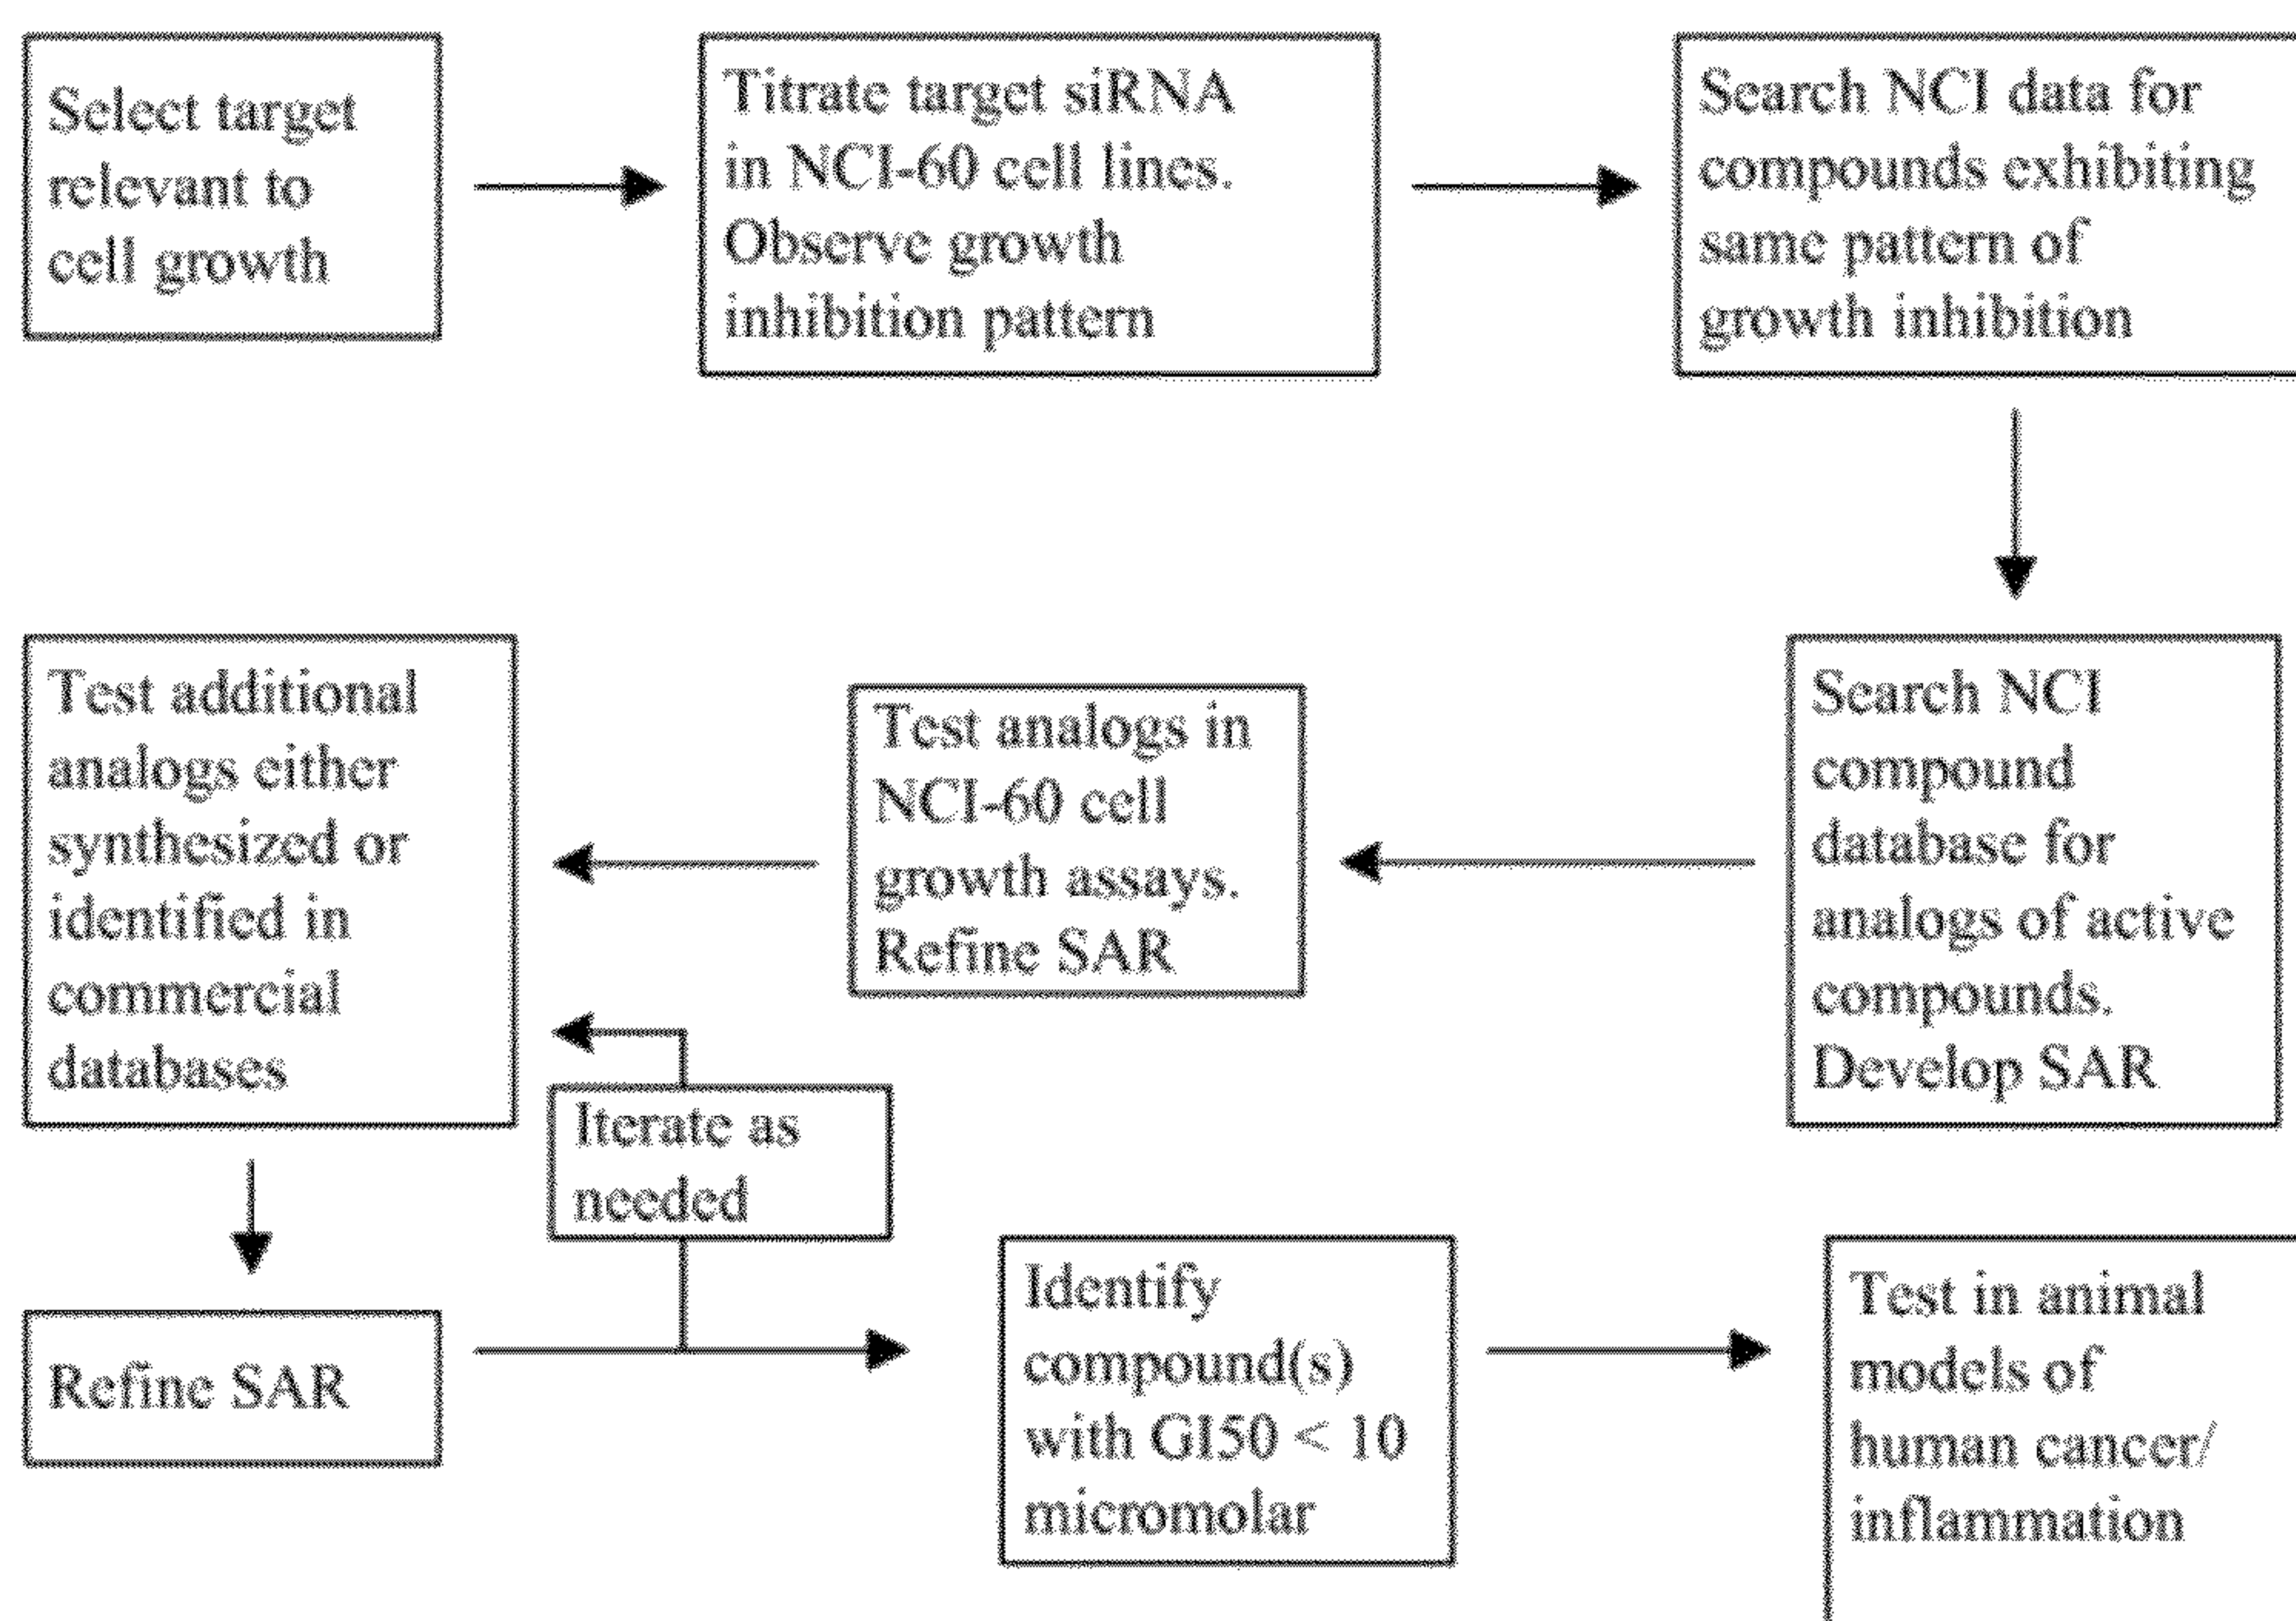 Select target
relevant to
cell growth
Titrate target siRNA
in NCI-60 cell lines.
Observe growth
inhibition pattern
Search NCI data for
compounds exhibiting
same pattern of
growth inhibition
Search NCI
compound
database for
analogs of active
compounds.
Develop SAR
Test analogs in
NCI-60 cell
growth assays.
Refine SAR
Test additional
analogs either
synthesized or
identified in
commercial
databases
Refine SAR
Iterate as
needed
Identify
compound(s)
with GI50 < 10
micromolar
Test in animal
models of
human cancer/
inflammation